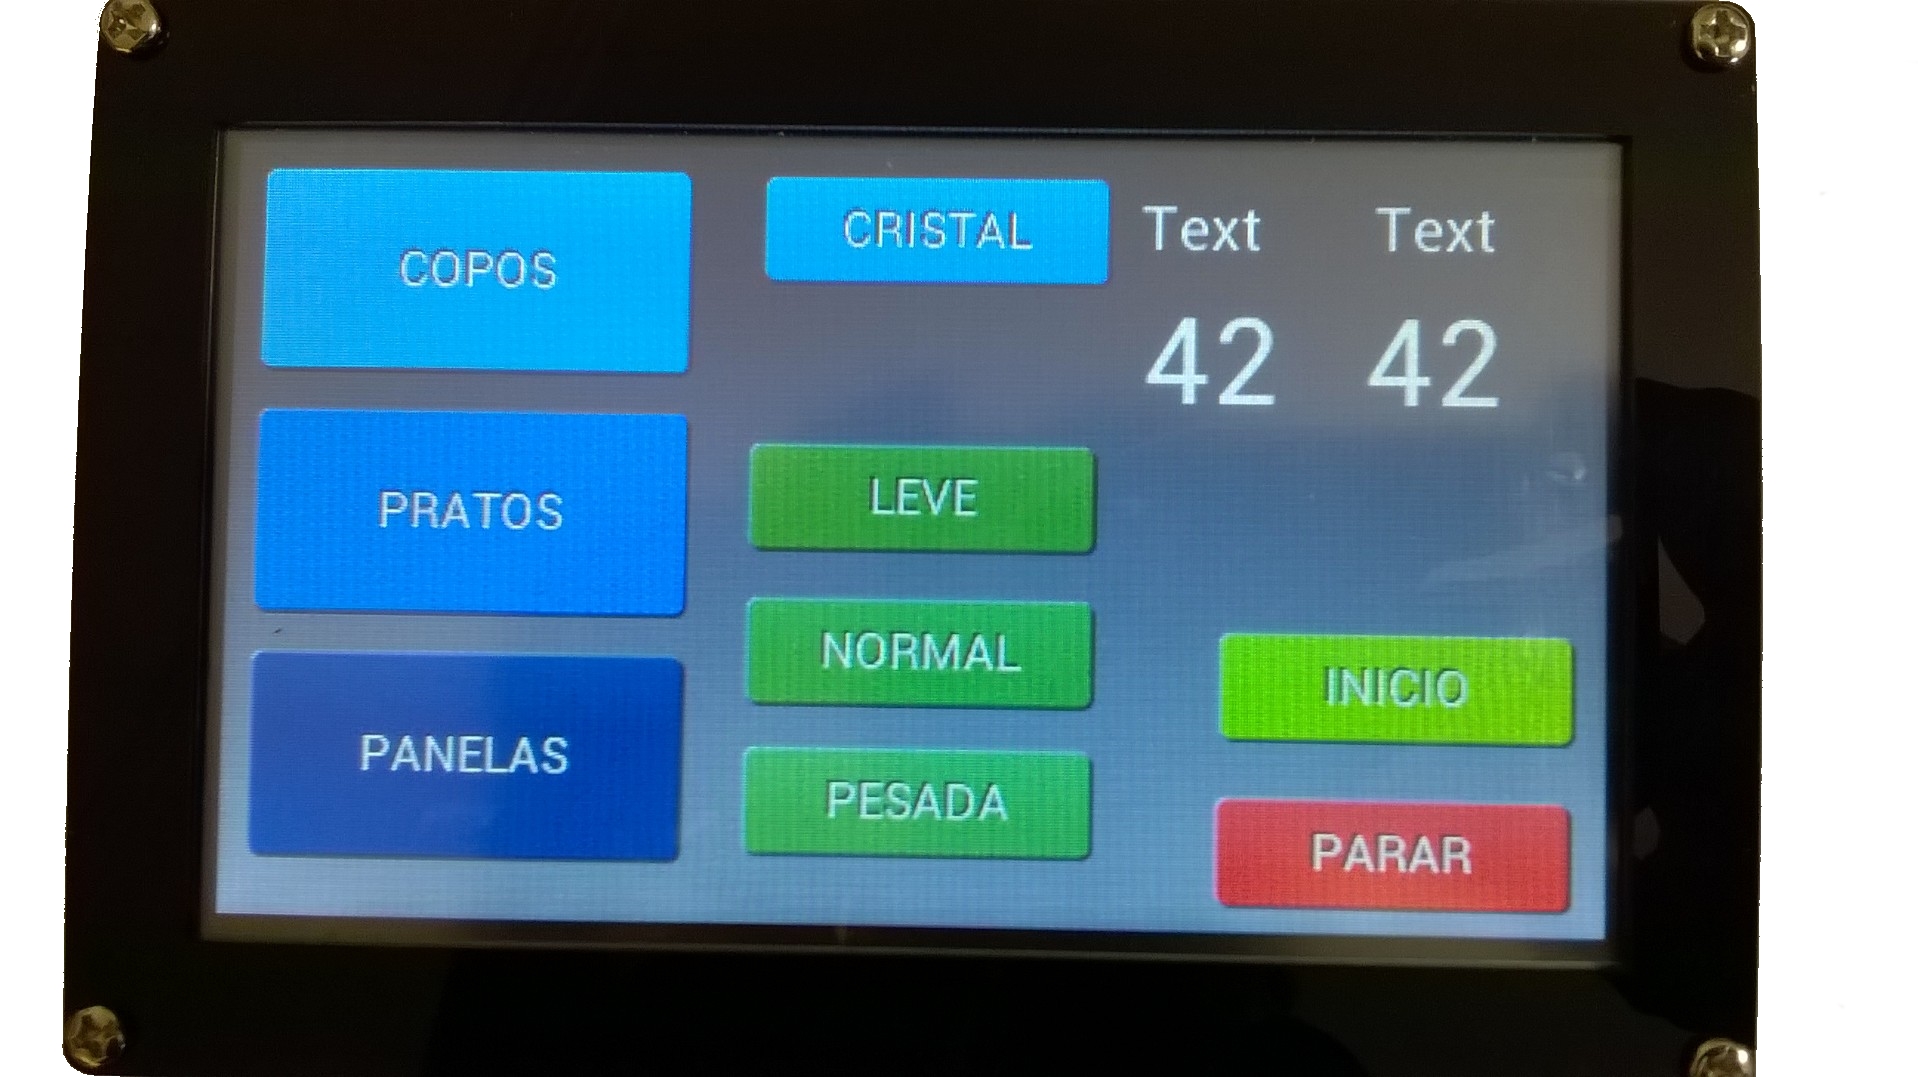 COPOS
PRATOS
PANELAS
CRISTAL
LEVE
NORMAL
PESADA
Text Text
42 42
INICIO
PARAR